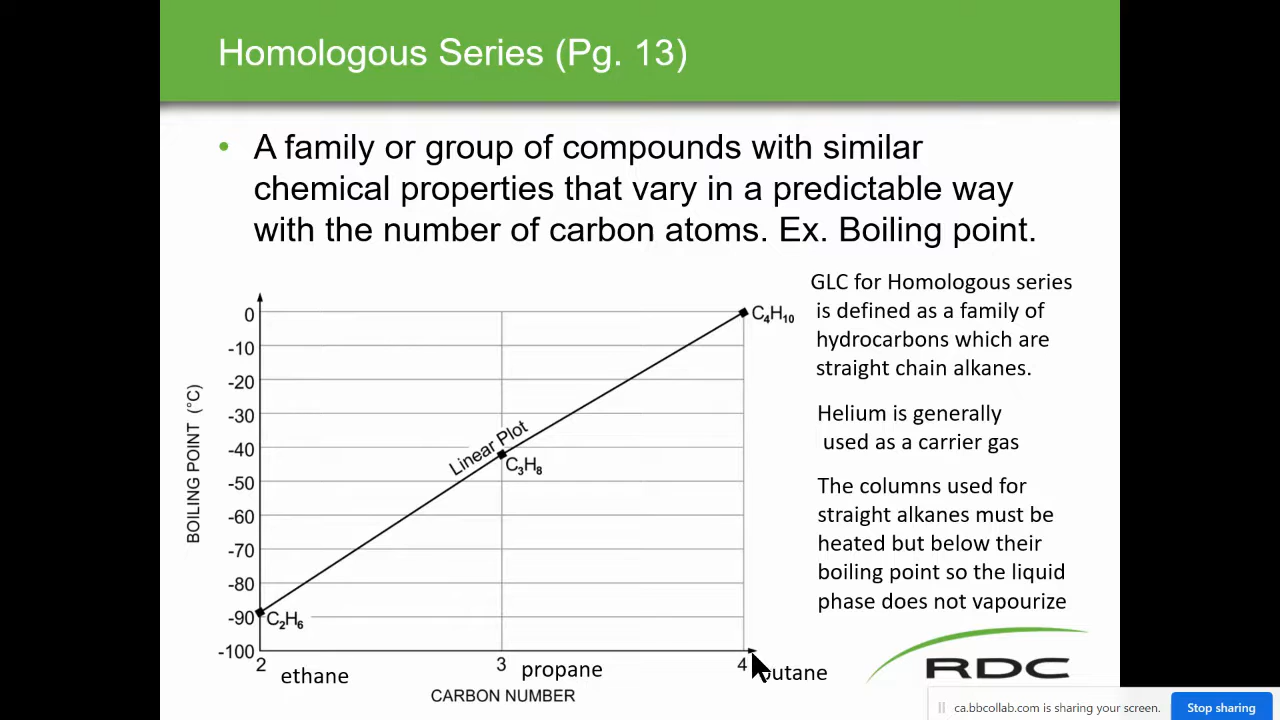 Homologous Series (Pg. 13)
• A family or group of compounds with similar
chemical properties that vary in a predictable way
with the number of carbon atoms. Ex. Boiling point.
GLC for Homologous series
is defined as a family of
hydrocarbons which are
straight chain alkanes.
Helium is generally
used as a carrier gas
The columns used for
straight alkanes must be
heated but below their
boiling point so the liquid
phase does not vapourize
BOILING POINT (°C)
0
-10
-20
-30
-40
-50
-60
-70
-80
-90
-100
C₄H₁₀
Linear Plot
C₃H₈
C₂H₆
2 3 4
ethane propane utane
CARBON NUMBER
RDC
ca.bbcollab.com is sharing your screen.
Stop sharing